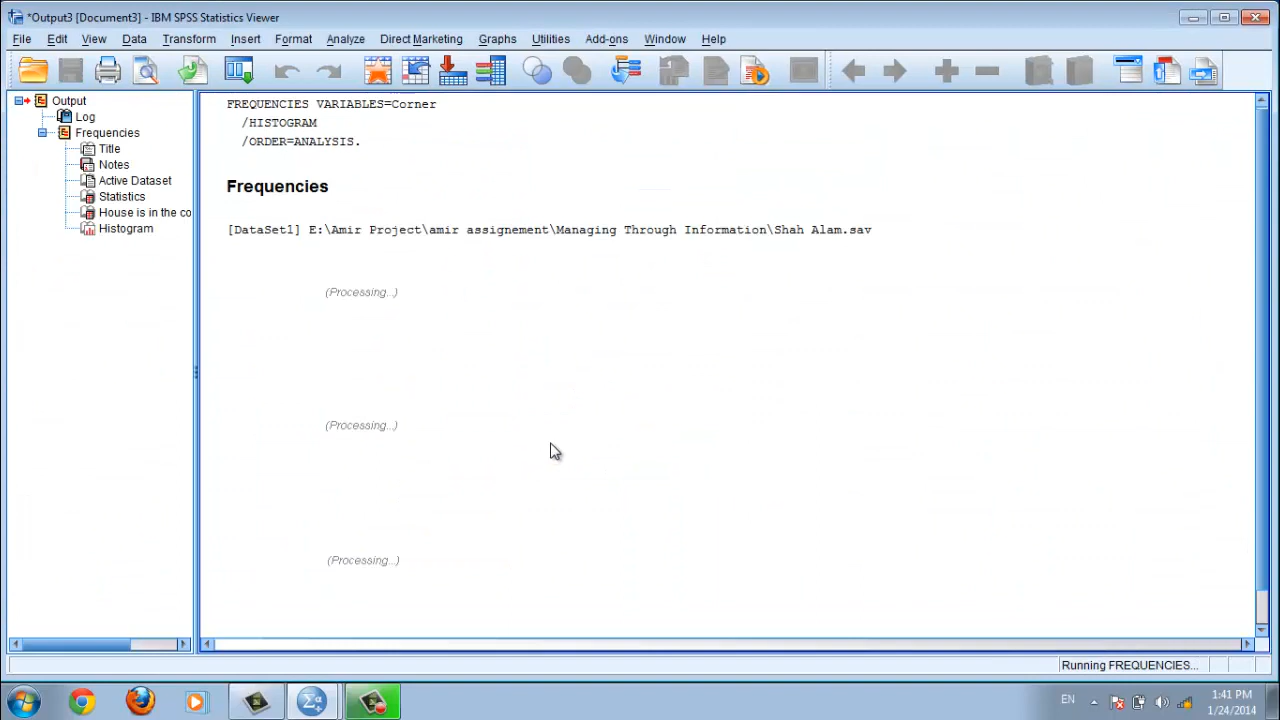 *Output3 [Document3] - IBM SPSS Statistics Viewer
File Edit View Data Transform Insert Format Analyze Direct Marketing Graphs Utilities Add-ons Window Help
Output
Log
Frequencies
Title
Notes
Active Dataset
Statistics
House is in the co
Histogram
FREQUENCIES VARIABLES=Corner
/HISTOGRAM
/ORDER=ANALYSIS.
Frequencies
[DataSet1] E:\Amir Project\amir assignement\Managing Through Information\Shah Alam.sav
(Processing...)
(Processing...)
(Processing...)
Running FREQUENCIES...
EN
1:41 PM
1/24/2014